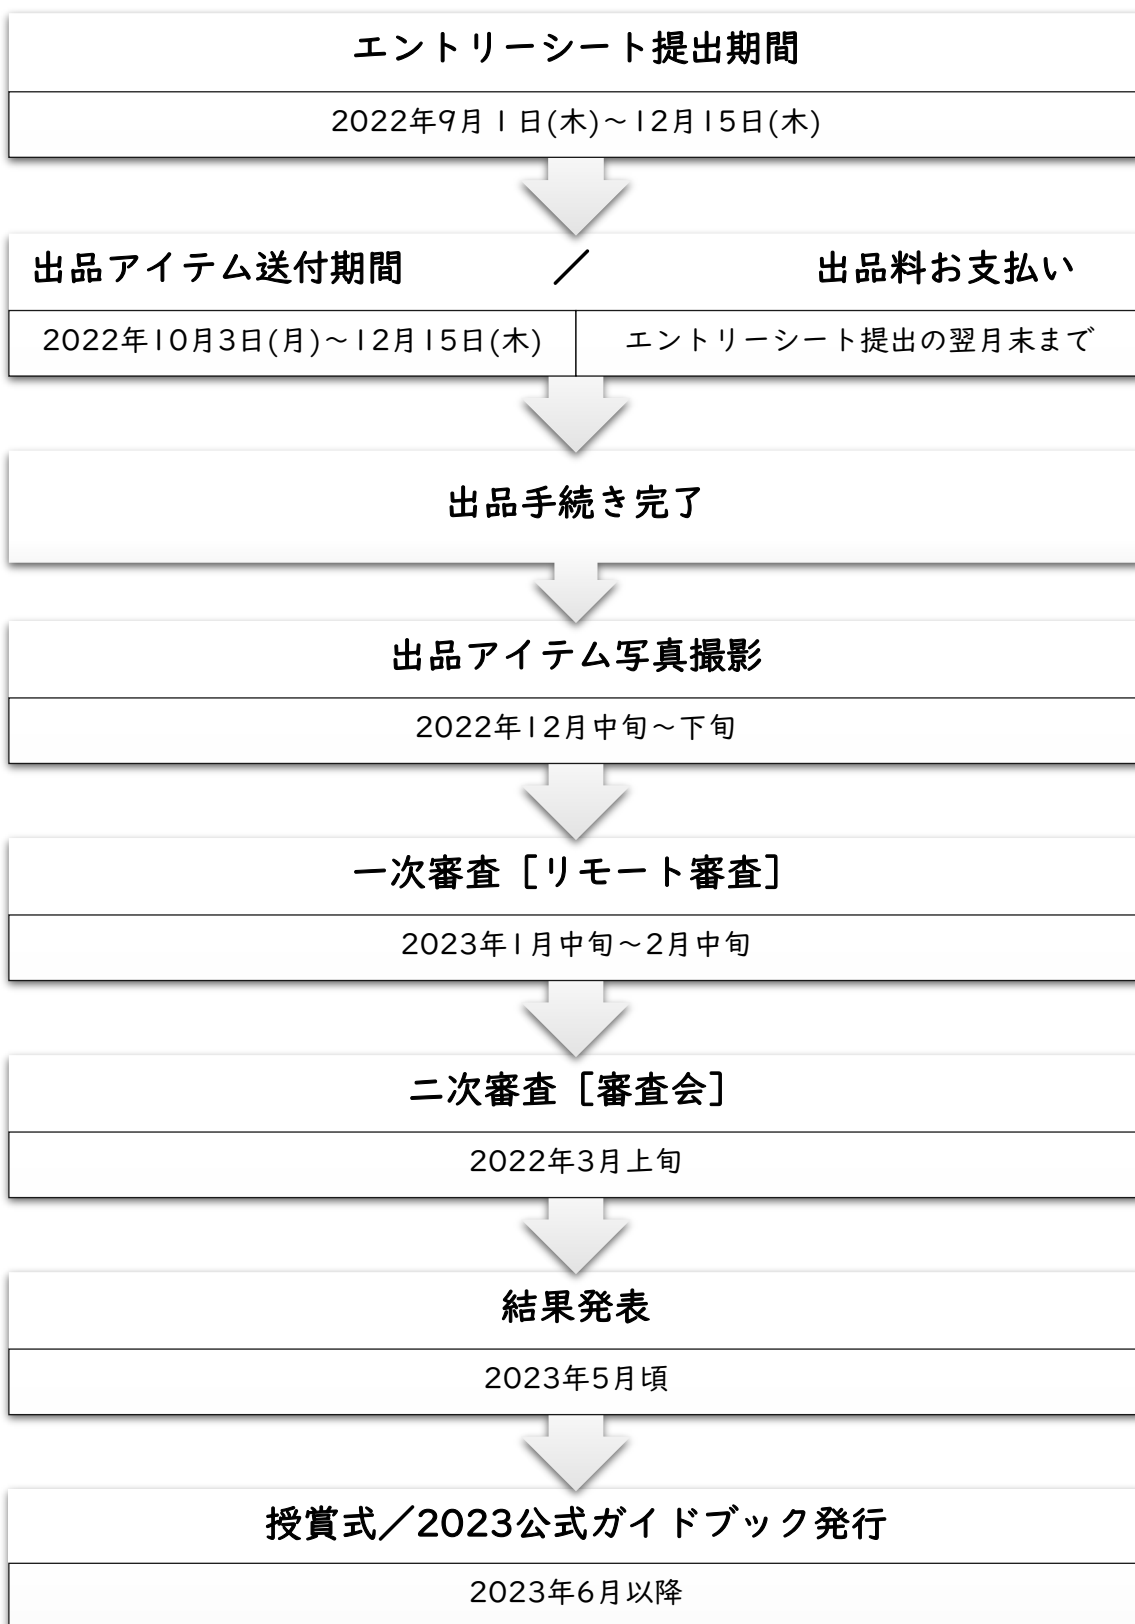 エントリーシート提出期間
2022年9月1日(木)～12月15日(木)
出品アイテム送付期間 ／ 出品料お支払い
2022年10月3日(月)～12月15日(木) エントリーシート提出の翌月末まで
出品手続き完了
出品アイテム写真撮影
2022年12月中旬～下旬
一次審査［リモート審査］
2023年1月中旬～2月中旬
二次審査［審査会］
2022年3月上旬
結果発表
2023年5月頃
授賞式／2023公式ガイドブック発行
2023年6月以降